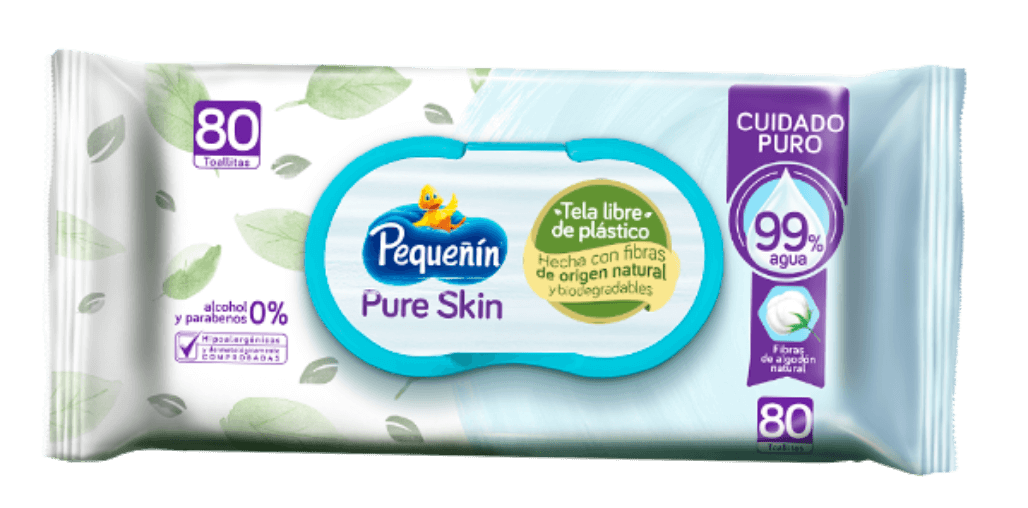 80
Toallitas
alcohol
y parabenos 0%
Hipoalergénicas
y dermatológicamente
COMPROBADAS
Pequeñín
Pure Skin
Tela libre
de plástico
Hecha con fibras
de origen natural
y biodegradables
CUIDADO
PURO
99%
agua
Fibras
de algodón
natural
80
Toallitas